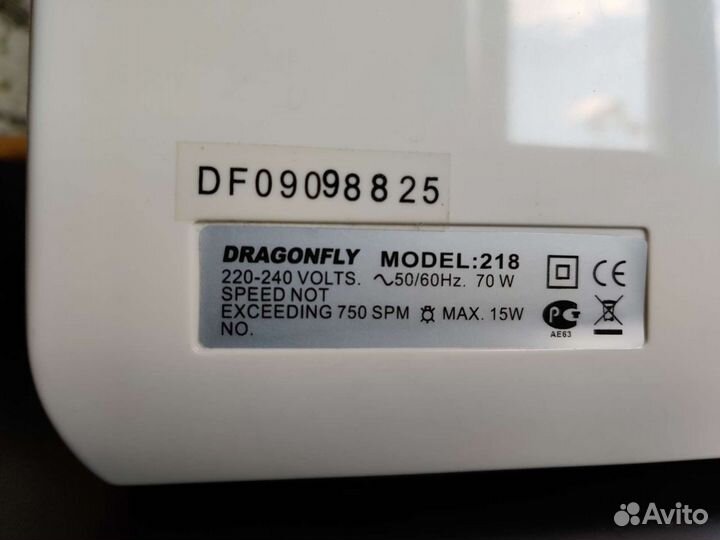 DF09098825
DRAGONFLY MODEL:218
220-240 VOLTS. ~50/60Hz. 70 W
SPEED NOT
EXCEEDING 750 SPM MAX. 15W
NO.
CE
PC
AE63
Avito